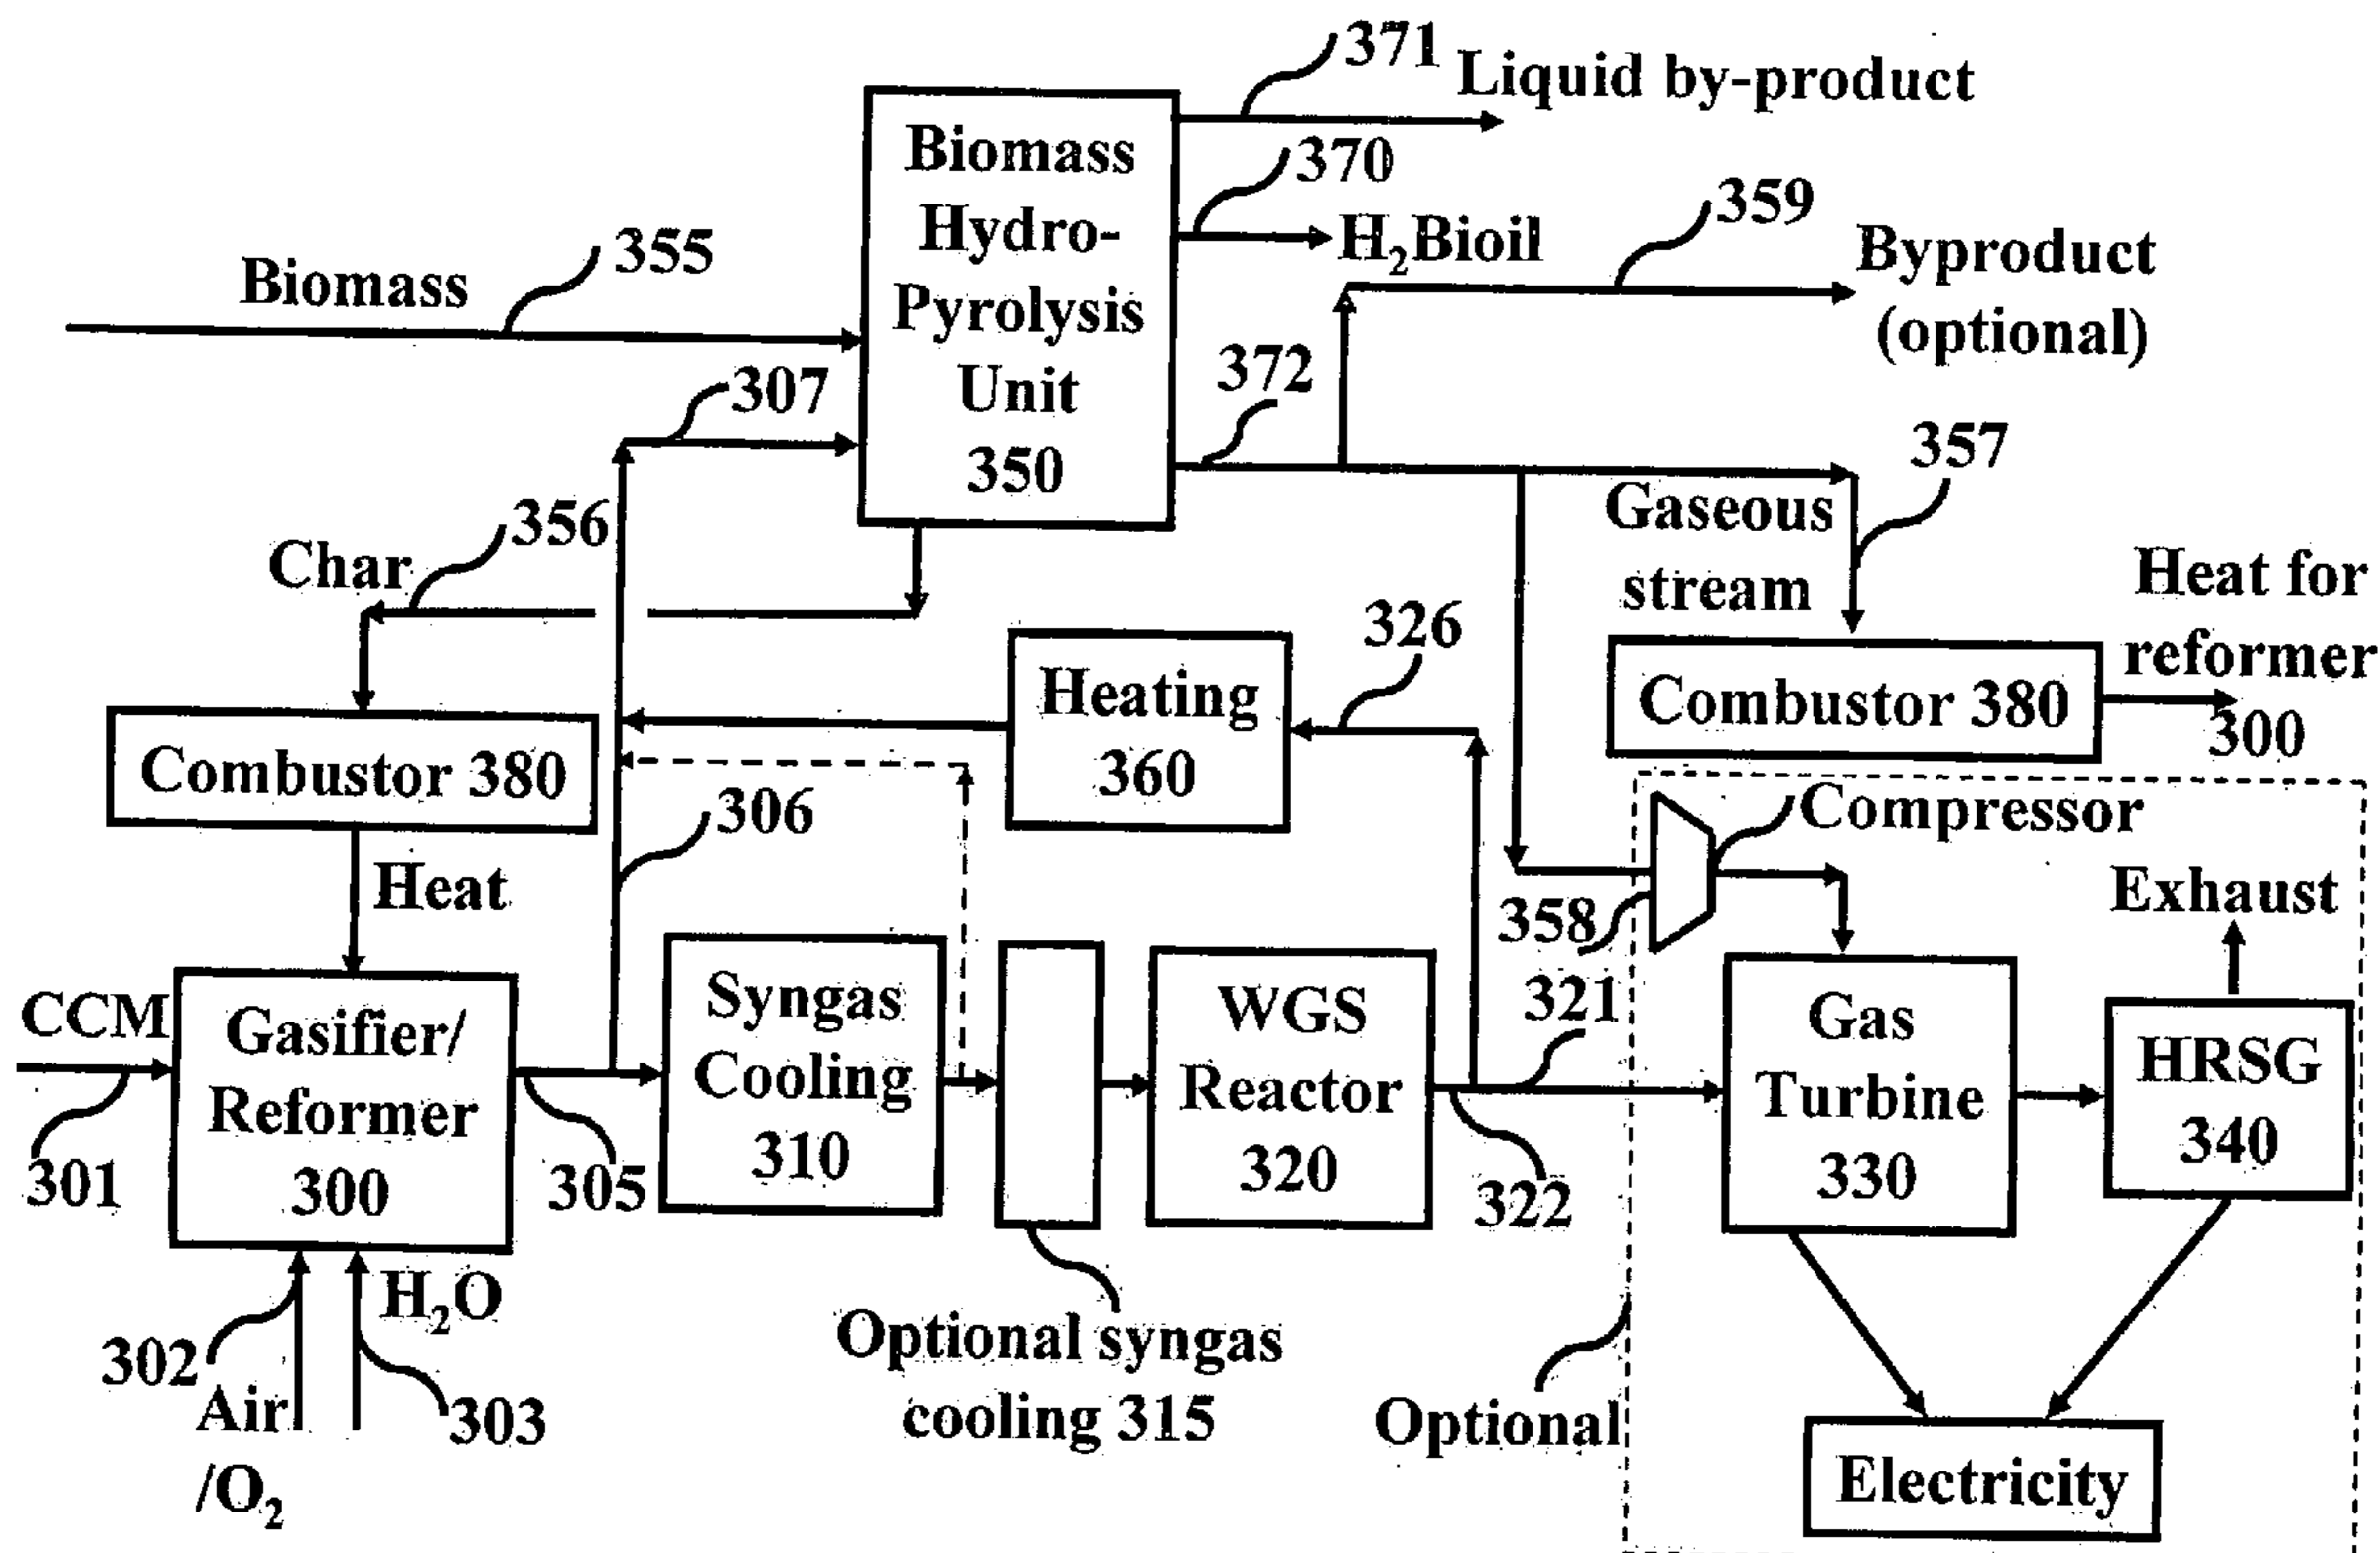 371
Liquid by-product
Biomass
Hydro-
Pyrolysis
Unit
350
370
H₂Bioil
359
Byproduct
(optional)
Biomass
355
307
372
357
Gaseous
stream
Char
356
Heating
360
326
Heat for
reformer
300
Combustor 380
Combustor 380
306
Compressor
Heat
358
Exhaust
CCM
301
Gasifier/
Reformer
300
305
Syngas
Cooling
310
WGS
Reactor
320
321
322
Gas
Turbine
330
HRSG
340
302
Air
/O₂
H₂O
303
Optional syngas
cooling 315
Optional
Electricity